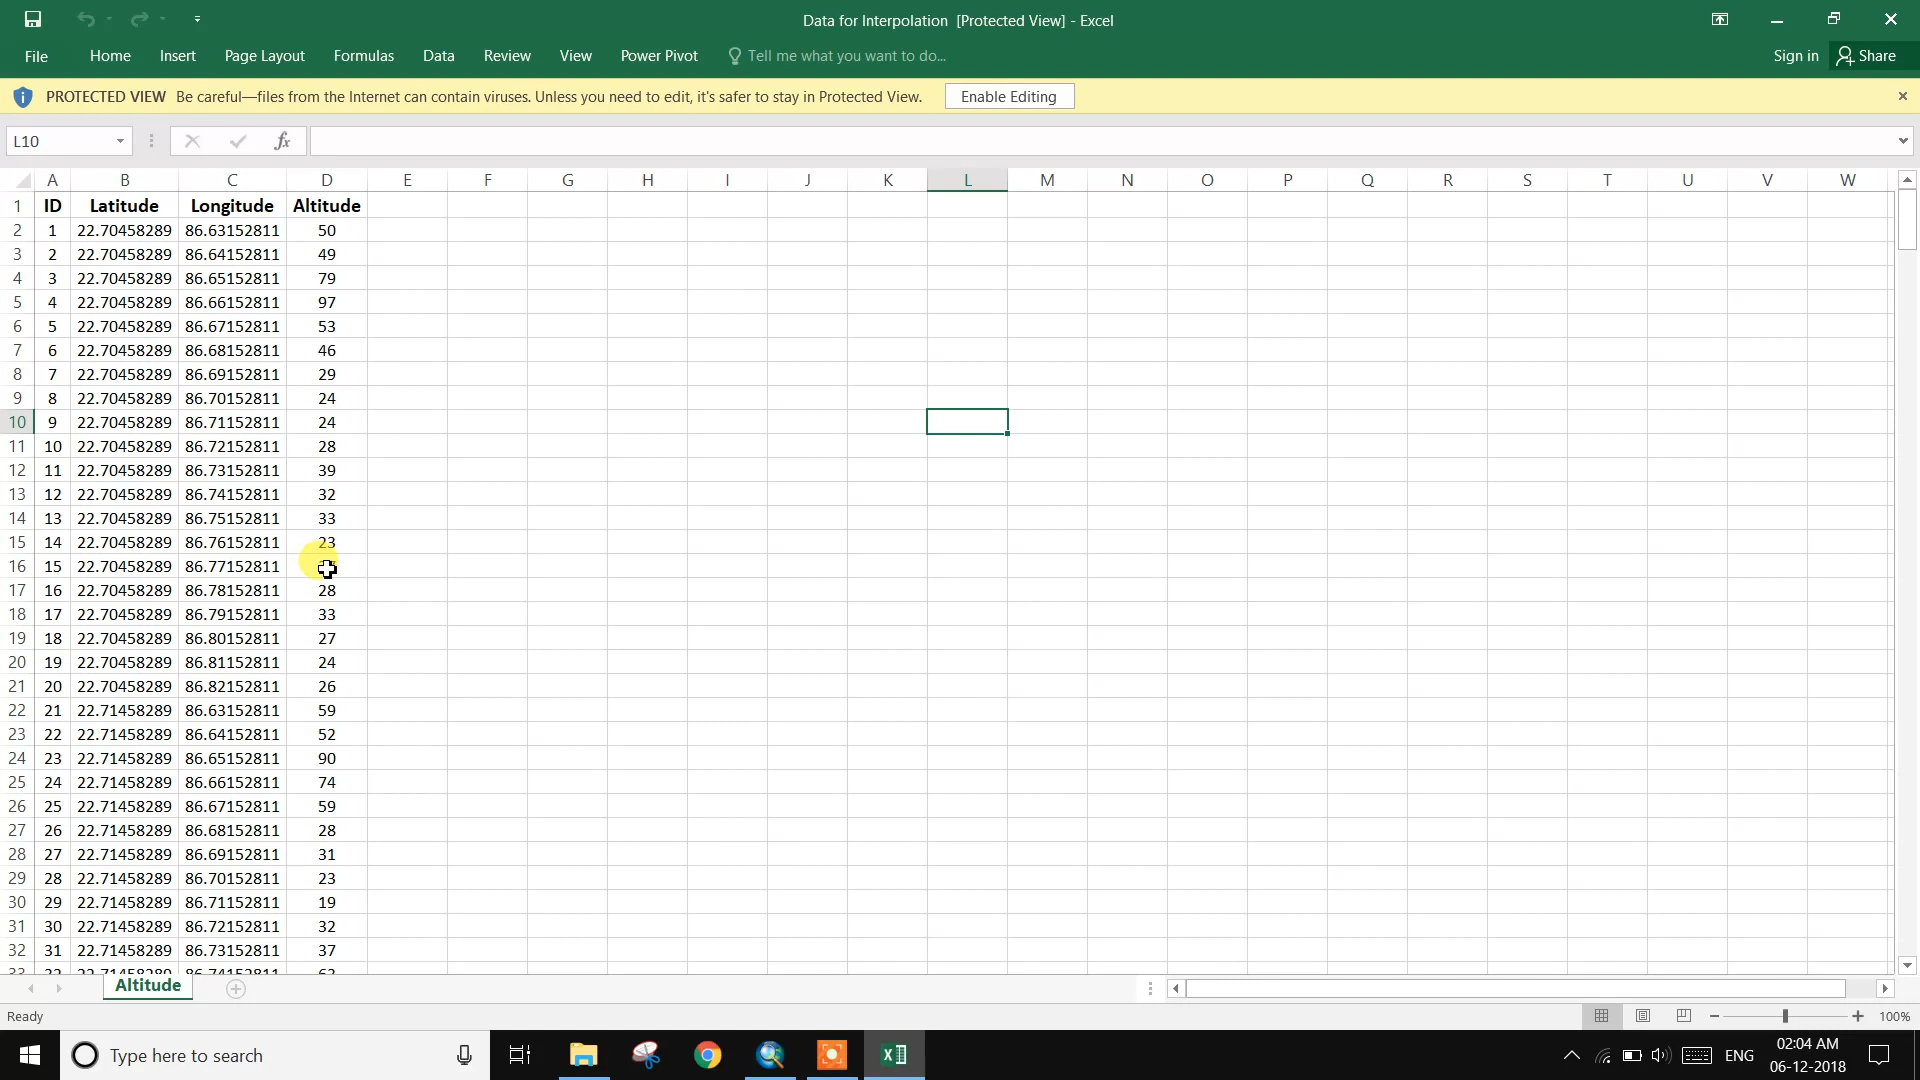 Data for Interpolation [Protected View] - Excel
File Home Insert Page Layout Formulas Data Review View Power Pivot Tell me what you want to do... Sign in Share
PROTECTED VIEW Be careful—files from the Internet can contain viruses. Unless you need to edit, it's safer to stay in Protected View. Enable Editing
L10 fx
A B C D E F G H I J K L M N O P Q R S T U V W
1 ID Latitude Longitude Altitude
2 1 22.70458289 86.63152811 50
3 2 22.70458289 86.64152811 49
4 3 22.70458289 86.65152811 79
5 4 22.70458289 86.66152811 97
6 5 22.70458289 86.67152811 53
7 6 22.70458289 86.68152811 46
8 7 22.70458289 86.69152811 29
9 8 22.70458289 86.70152811 24
10 9 22.70458289 86.71152811 24
11 10 22.70458289 86.72152811 28
12 11 22.70458289 86.73152811 39
13 12 22.70458289 86.74152811 32
14 13 22.70458289 86.75152811 33
15 14 22.70458289 86.76152811 23
16 15 22.70458289 86.77152811
17 16 22.70458289 86.78152811 28
18 17 22.70458289 86.79152811 33
19 18 22.70458289 86.80152811 27
20 19 22.70458289 86.81152811 24
21 20 22.70458289 86.82152811 26
22 21 22.71458289 86.63152811 59
23 22 22.71458289 86.64152811 52
24 23 22.71458289 86.65152811 90
25 24 22.71458289 86.66152811 74
26 25 22.71458289 86.67152811 59
27 26 22.71458289 86.68152811 28
28 27 22.71458289 86.69152811 31
29 28 22.71458289 86.70152811 23
30 29 22.71458289 86.71152811 19
31 30 22.71458289 86.72152811 32
32 31 22.71458289 86.73152811 37
Altitude
Ready 100%
Type here to search ENG 02:04 AM
06-12-2018